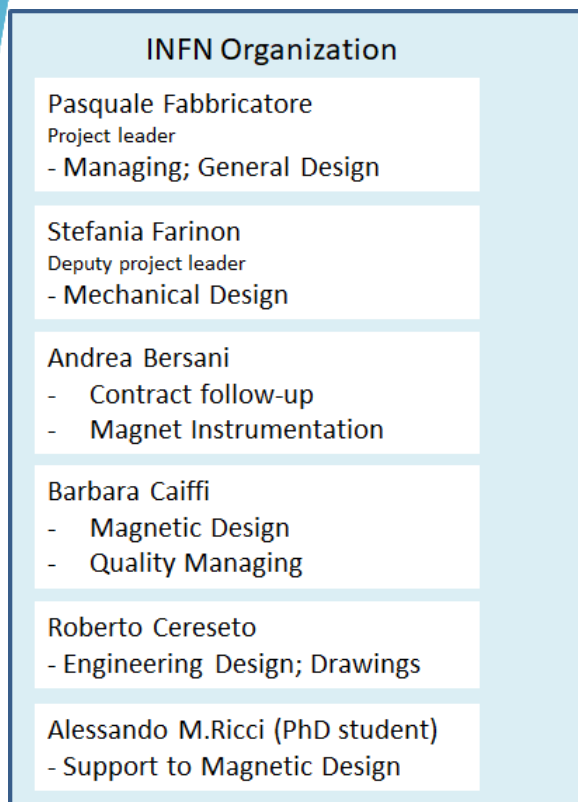 INFN Organization
Pasquale Fabbricatore
Project leader
- Managing; General Design
Stefania Farinon
Deputy project leader
- Mechanical Design
Andrea Bersani
- Contract follow-up
- Magnet Instrumentation
Barbara Caiffi
- Magnetic Design
- Quality Managing
Roberto Cereseto
- Engineering Design; Drawings
Alessando M.Ricci (PhD student)
- Support to Magnetic Design